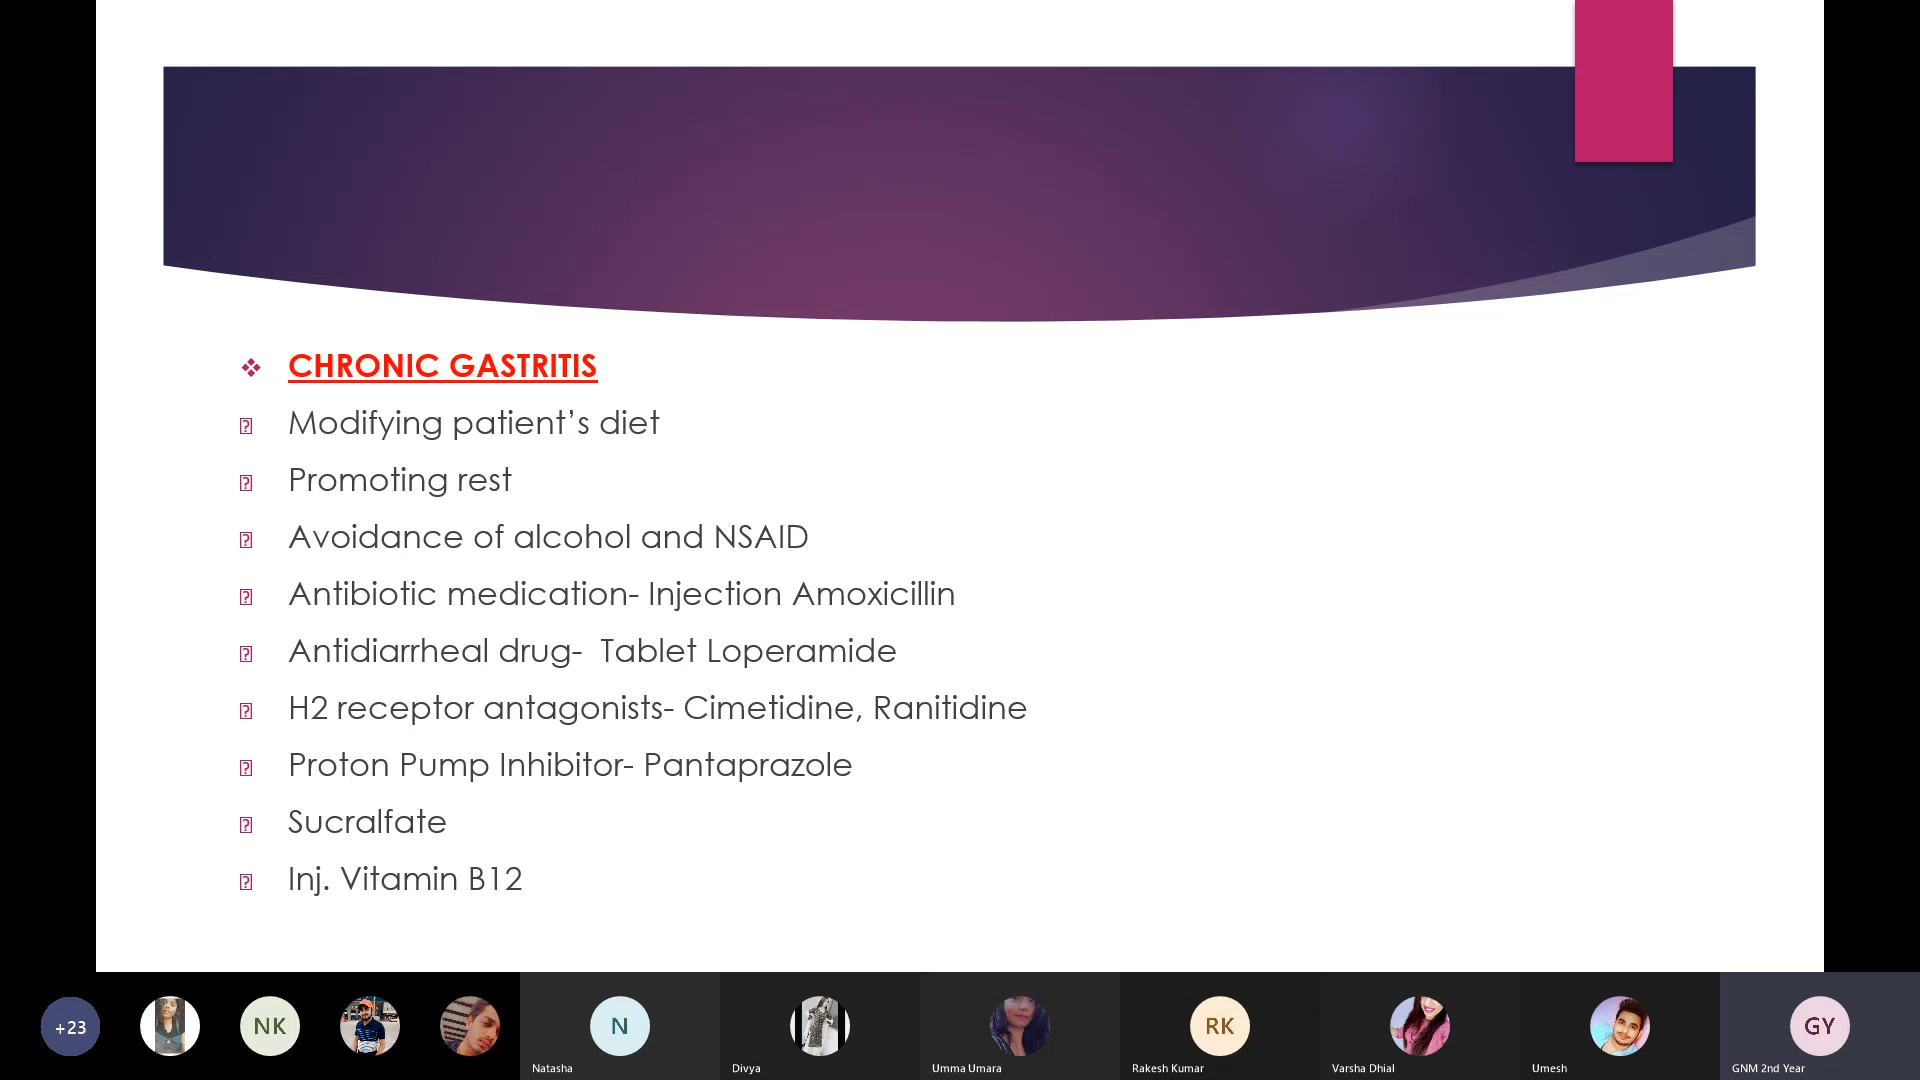 CHRONIC GASTRITIS
Modifying patient’s diet
Promoting rest
Avoidance of alcohol and NSAID
Antibiotic medication- Injection Amoxicillin
Antidiarrheal drug-  Tablet Loperamide
H2 receptor antagonists- Cimetidine, Ranitidine
Proton Pump Inhibitor- Pantaprazole
Sucralfate
Inj. Vitamin B12
+23
NK
N
RK
GY
Natasha
Divya
Umma Umara
Rakesh Kumar
Varsha Dhial
Umesh
GNM 2nd Year